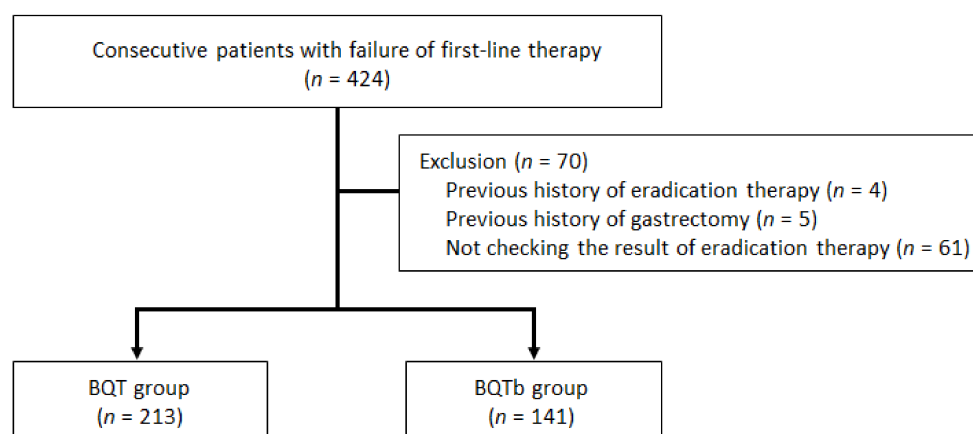 Consecutive patients with failure of first-line therapy
(n = 424)
Exclusion (n = 70)
Previous history of eradication therapy (n = 4)
Previous history of gastrectomy (n = 5)
Not checking the result of eradication therapy (n = 61)
BQT group
(n = 213)
BQTb group
(n = 141)